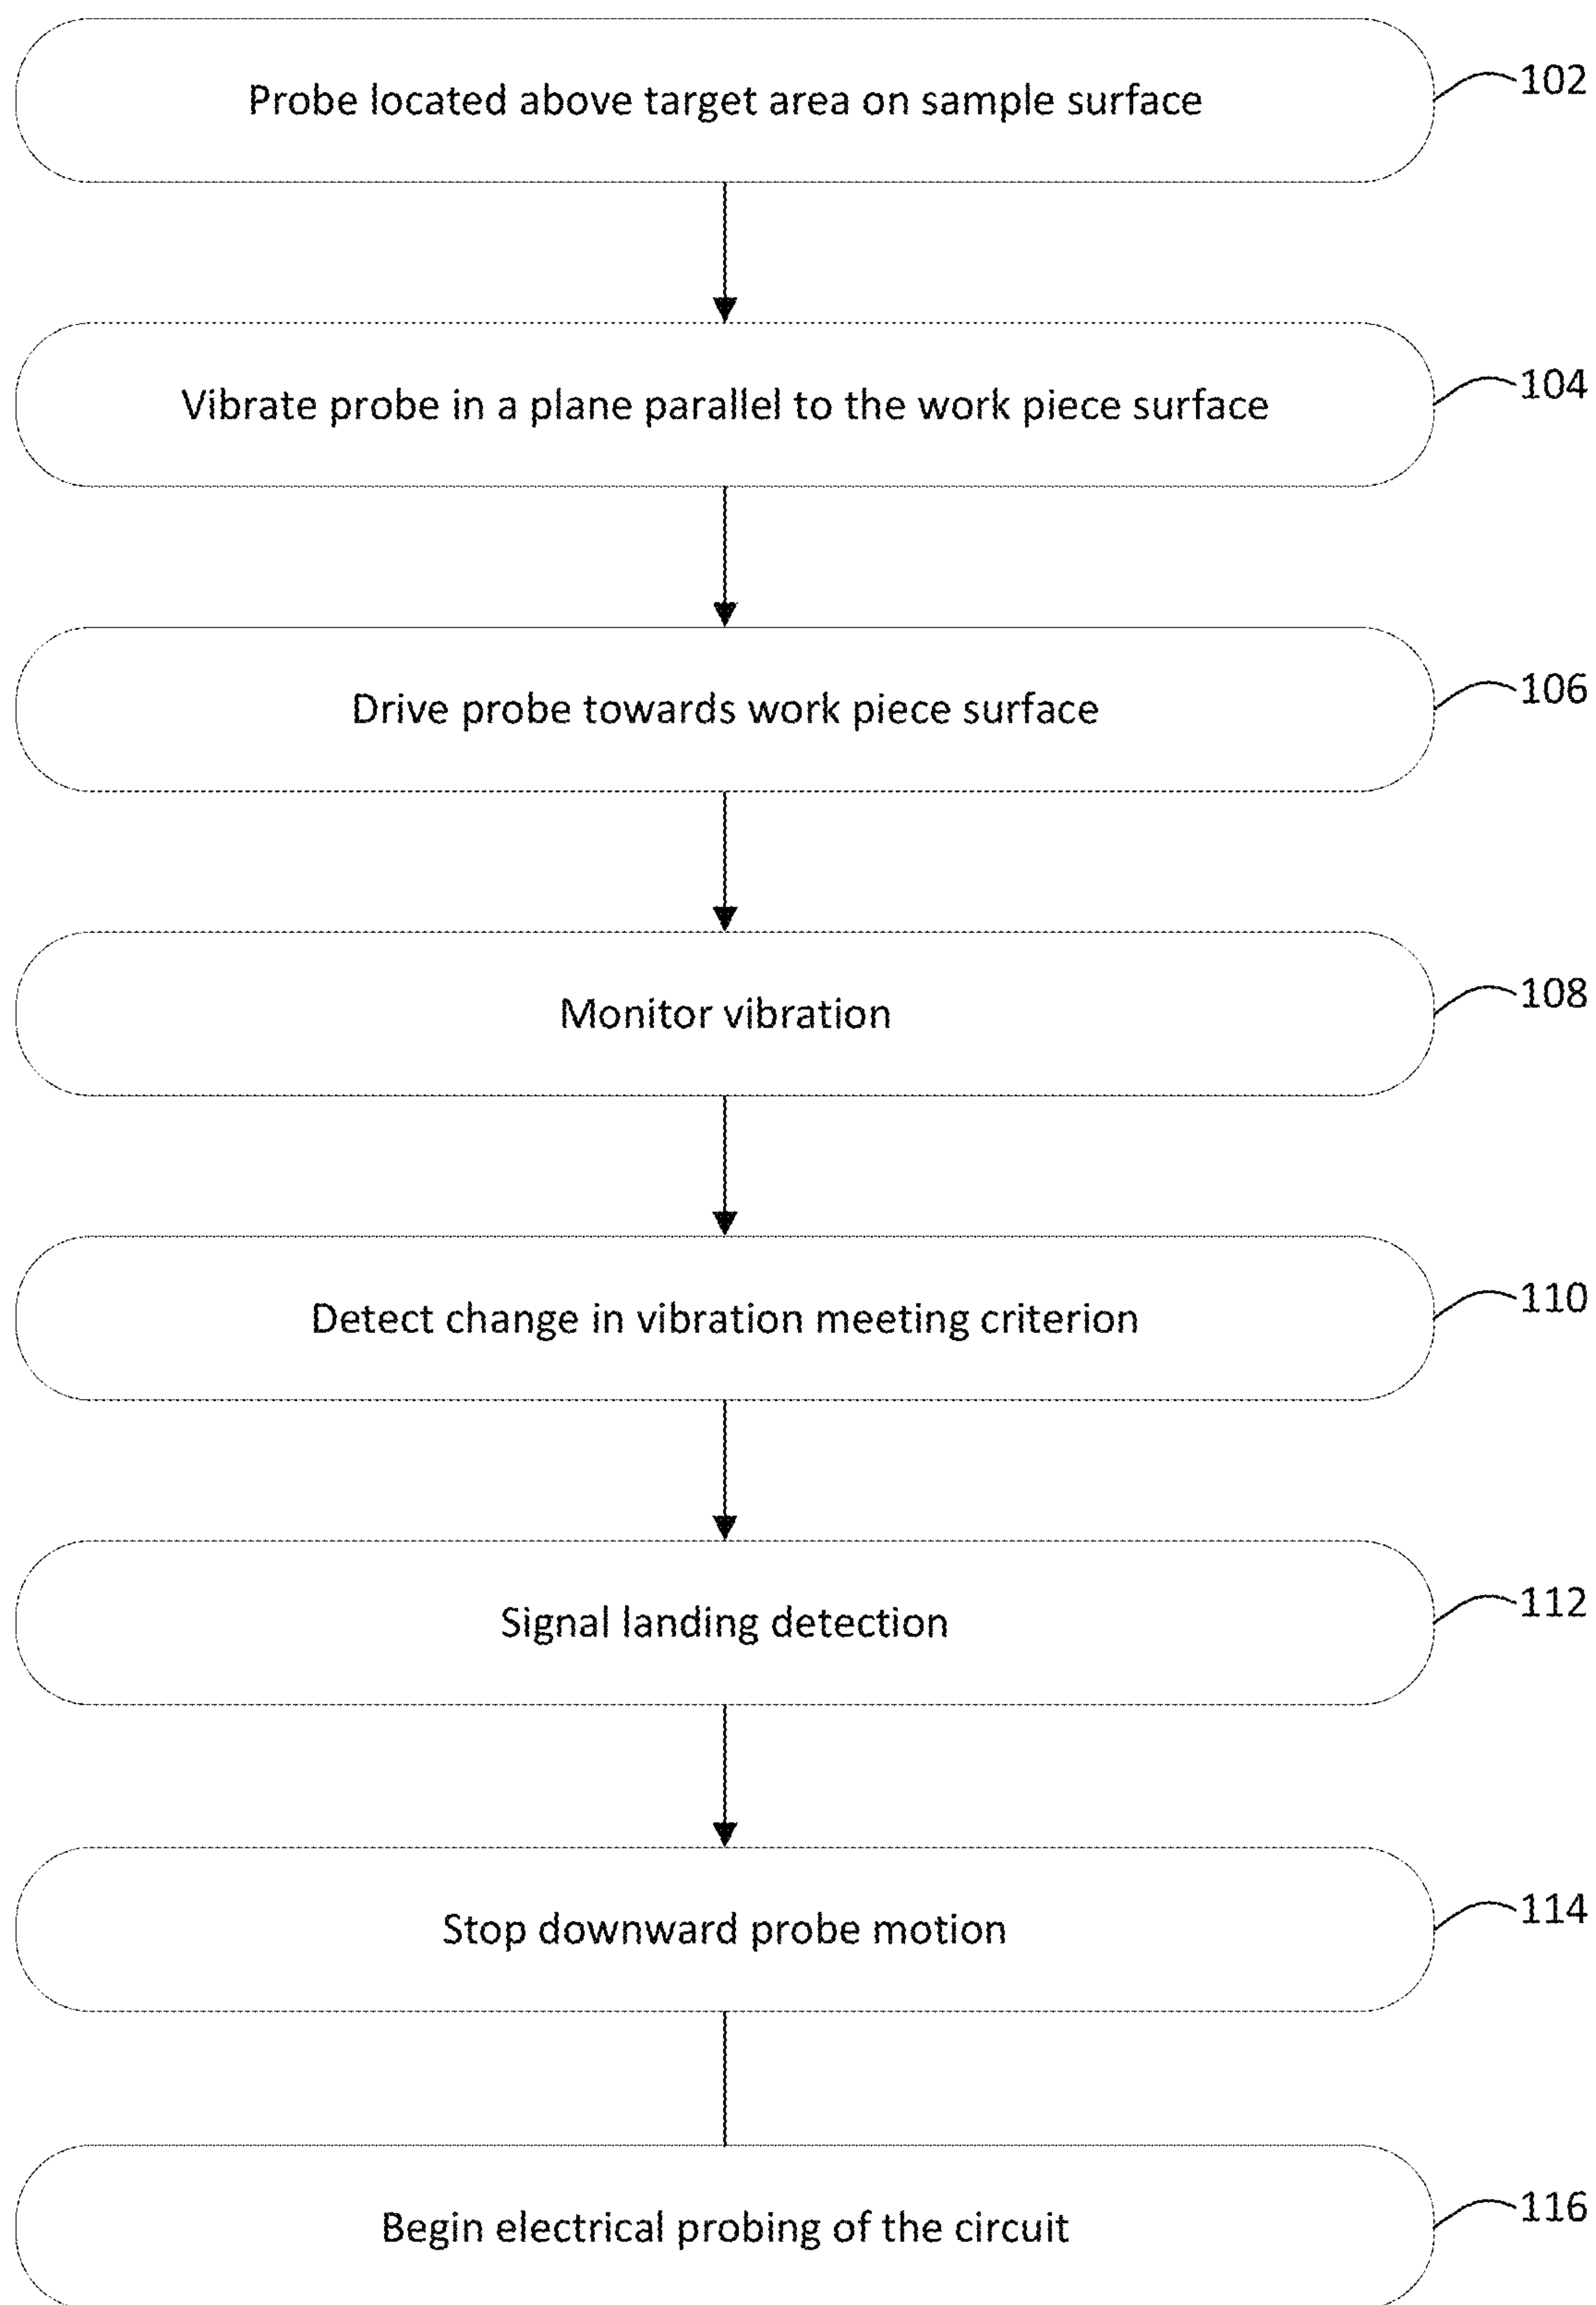 Probe located above target area on sample surface
102
Vibrate probe in a plane parallel to the work piece surface
104
Drive probe towards work piece surface
106
Monitor vibration
108
Detect change in vibration meeting criterion
110
Signal landing detection
112
Stop downward probe motion
114
Begin electrical probing of the circuit
116